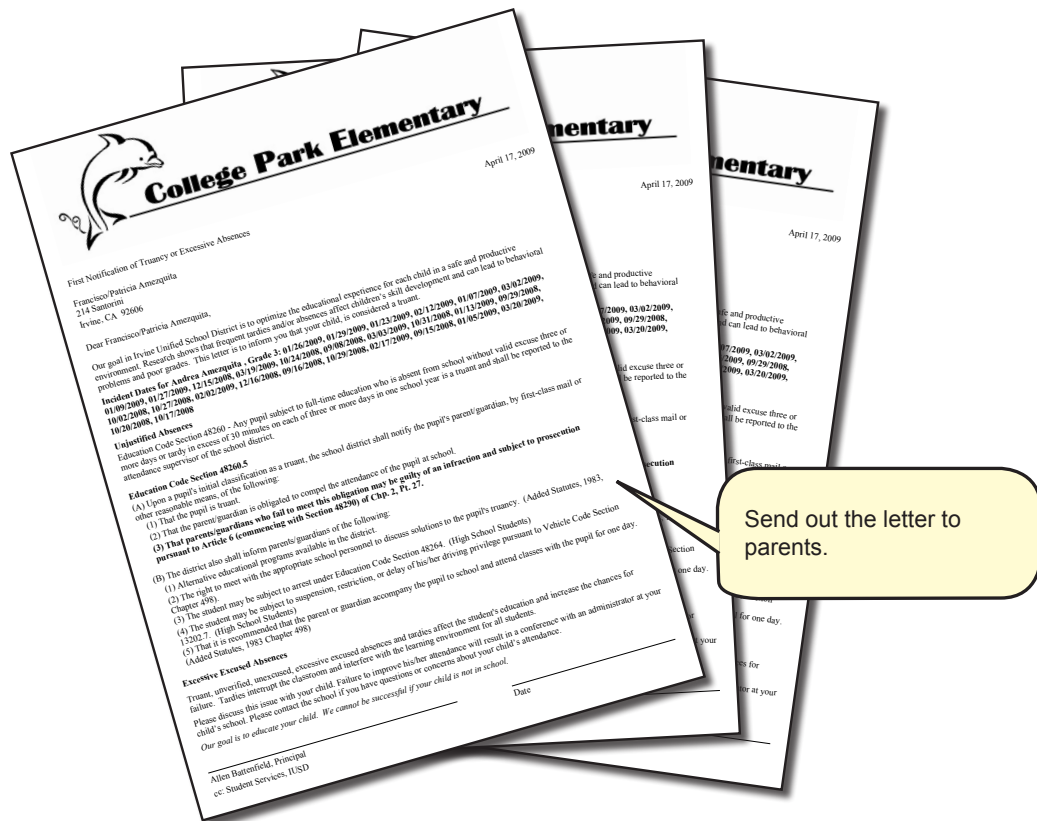 College Park Elementary
April 17, 2009
First Notification of Truancy or Excessive Absences
Francisco/Patricia Amezquita
214 Santorini
Irvine, CA 92606
Dear Francisco/Patricia Amezquita,
Our goal in Irvine Unified School District is to optimize the educational experience for each child in a safe and productive
environment. Research shows that frequent tardies and/or absences affect children's skill development and can lead to behavioral
problems and poor grades. This letter is to inform you that your child, is considered a truant.
Incident Dates for Andrea Amezquita , Grade 3: 01/26/2009, 01/29/2009, 01/23/2009, 02/12/2009, 01/07/2009, 03/02/2009,
01/09/2009, 01/27/2009, 12/15/2008, 03/19/2009, 10/24/2008, 09/08/2008, 03/03/2009, 10/31/2008, 01/13/2009, 09/29/2008,
10/02/2008, 10/27/2008, 02/02/2009, 12/16/2008, 09/16/2008, 10/29/2008, 02/17/2009, 09/15/2008, 01/05/2009, 03/20/2009,
10/20/2008, 10/17/2008
Unjustified Absences
Education Code Section 48260 - Any pupil subject to full-time education who is absent from school without valid excuse three or
more days or tardy in excess of 30 minutes on each of three or more days in one school year is a truant and shall be reported to the
attendance supervisor of the school district.
Education Code Section 48260.5
(A) Upon a pupil's initial classification as a truant, the school district shall notify the pupil's parent/guardian, by first-class mail or
other reasonable means, of the following:
(1) That the pupil is truant.
(2) That the parent/guardian is obligated to compel the attendance of the pupil at school.
(3) That parents/guardians who fail to meet this obligation may be guilty of an infraction and subject to prosecution
pursuant to Article 6 (commencing with Section 48290) of Chp. 2, Pt. 27.
(B) The district also shall inform parents/guardians of the following:
(1) Alternative educational programs available in the district.
(2) The right to meet with the appropriate school personnel to discuss solutions to the pupil's truancy. (Added Statutes, 1983,
Chapter 498).
(3) The student may be subject to arrest under Education Code Section 48264. (High School Students)
(4) The student may be subject to suspension, restriction, or delay of his/her driving privilege pursuant to Vehicle Code Section
13202.7. (High School Students)
(5) That it is recommended that the parent or guardian accompany the pupil to school and attend classes with the pupil for one day.
(Added Statutes, 1983 Chapter 498)
Excessive Excused Absences
Truant, unverified, unexcused, excessive excused absences and tardies affect the student's education and increase the chances for
failure. Tardies interrupt the classroom and interfere with the learning environment for all students.
Please discuss this issue with your child. Failure to improve his/her attendance will result in a conference with an administrator at your
child's school. Please contact the school if you have questions or concerns about your child's attendance.
Our goal is to educate your child. We cannot be successful if your child is not in school.
Date
Allen Battenfield, Principal
cc: Student Services, IUSD
mentary
April 17, 2009
mentary
April 17, 2009
Send out the letter to
parents.